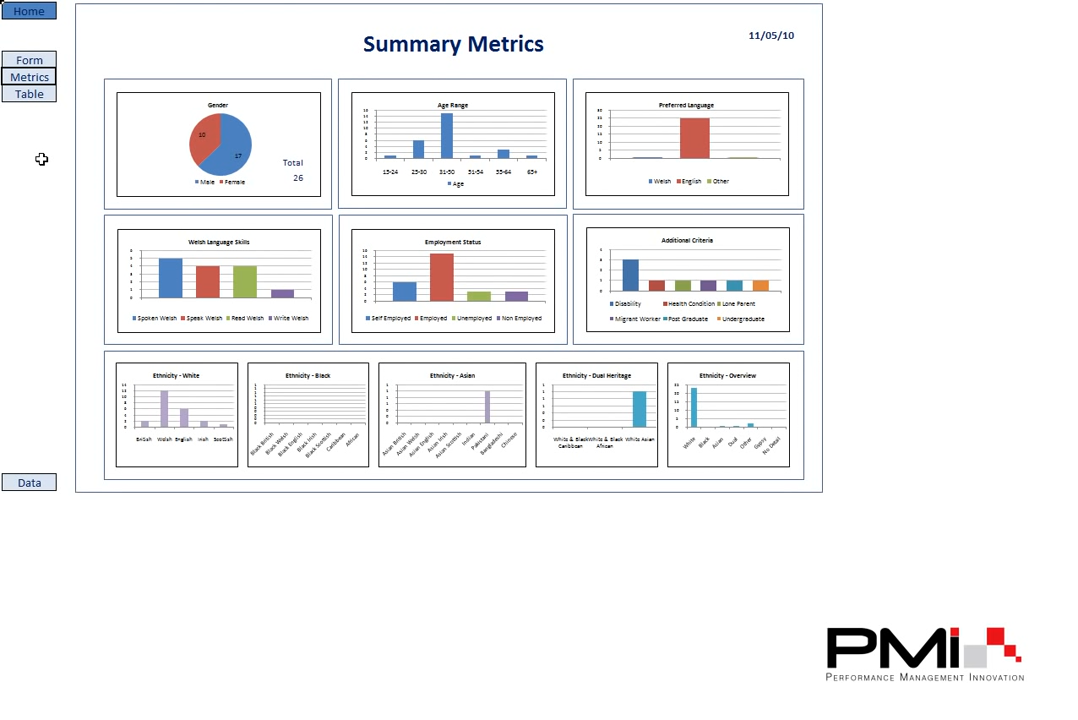 Home
Form
Metrics
Table
Data
Summary Metrics
11/05/10
Gender
10
17
Total
26
Male Female
Age Range
15-24 25-30 31-50 51-54 55-64 65+
Age
Preferred Language
Welsh English Other
Welsh Language Skills
Spoken Welsh Speak Welsh Read Welsh Write Welsh
Employment Status
Self Employed Employed Unemployed Non Employed
Additional Criteria
Disability Health Condition Lone Parent
Migrant Worker Post Graduate Undergraduate
Ethnicity - White
British Welsh English Irish Scottish
Ethnicity - Black
Black British Black Welsh Black English Black Irish Black Scottish Caribbean African
Ethnicity - Asian
Asian British Asian Welsh Asian English Asian Irish Asian Scottish Indian Pakistani Bangladeshi Chinese
Ethnicity - Dual Heritage
White & Black White & Black White Asian
Caribbean African
Ethnicity - Overview
White Black Asian Dual Other Gypsy No Detail
PMi
PERFORMANCE MANAGEMENT INNOVATION